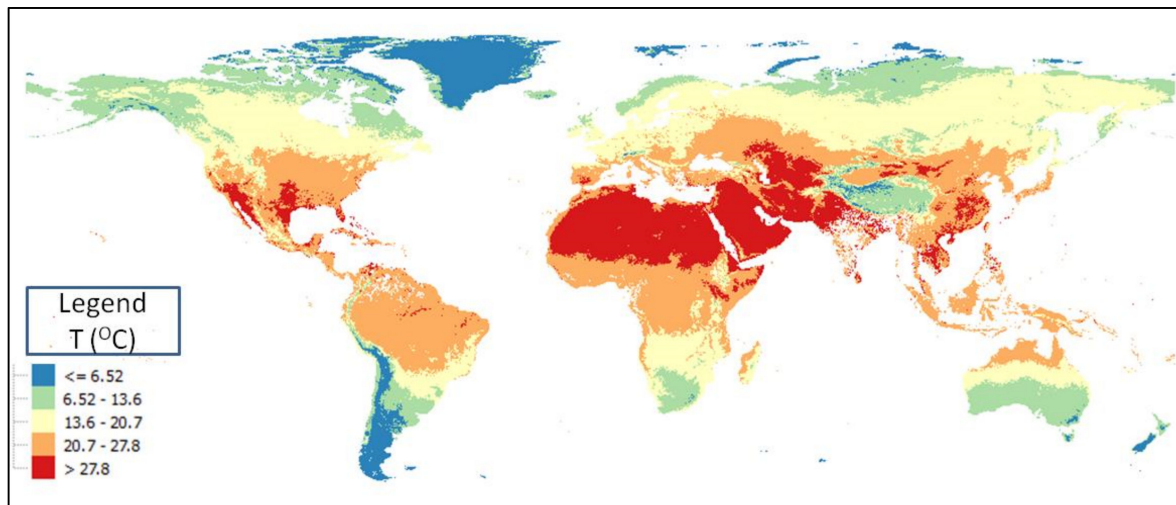 Legend
T (ᴼC)
<= 6.52
6.52 - 13.6
13.6 - 20.7
20.7 - 27.8
> 27.8